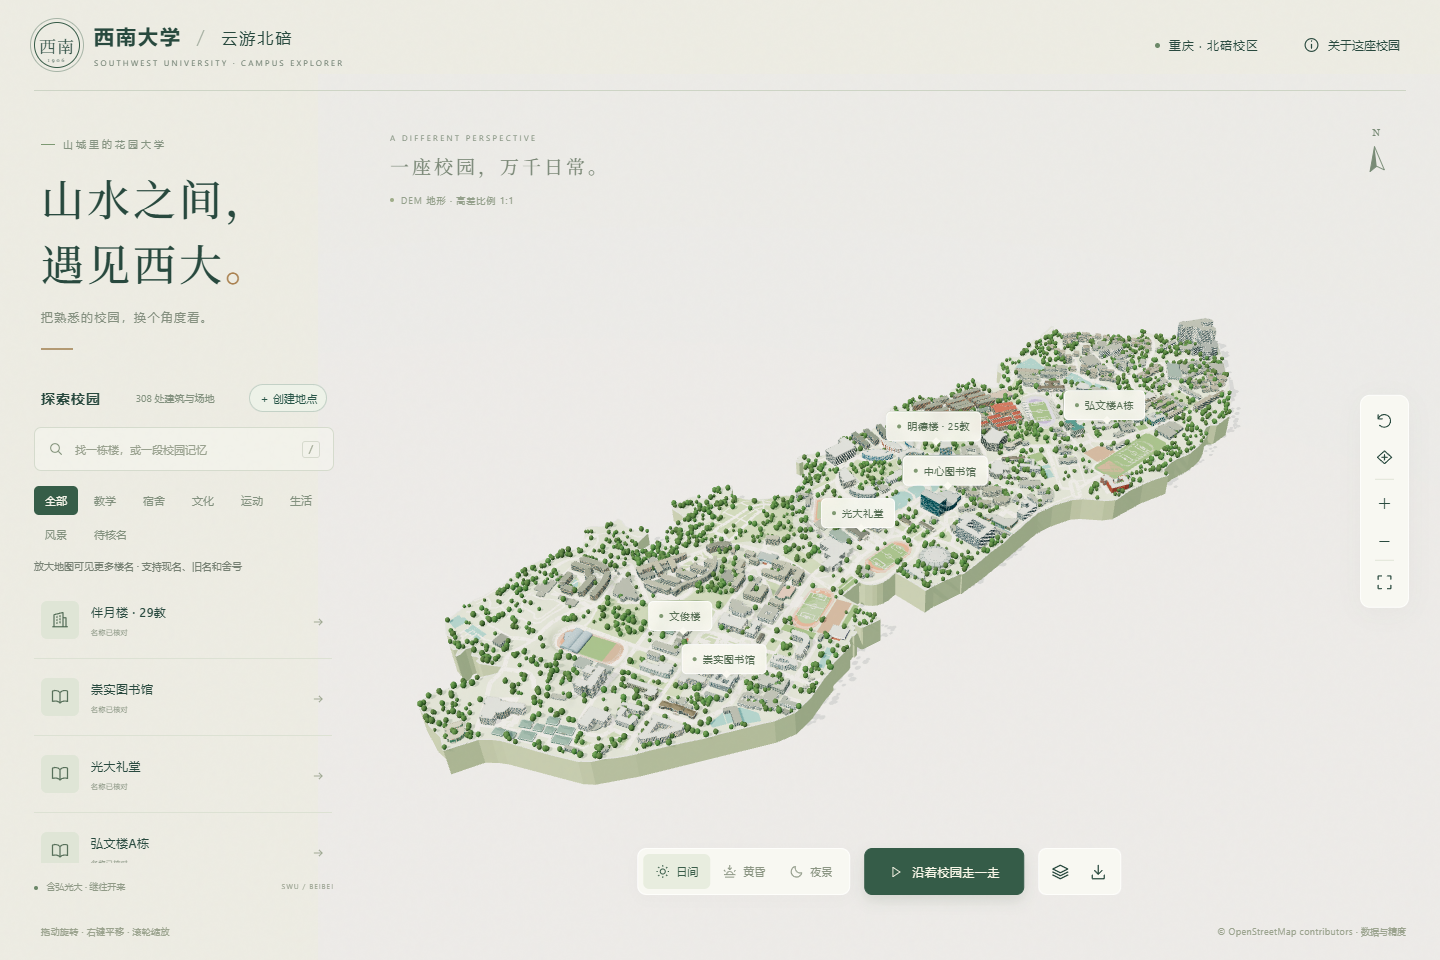 西南
1906
西南大学 / 云游北碚
SOUTHWEST UNIVERSITY · CAMPUS EXPLORER
重庆 · 北碚校区
关于这座校园
山城里的花园大学
山水之间，
遇见西大。
把熟悉的校园，换个角度看。
探索校园
308 处建筑与场地
+ 创建地点
找一栋楼，或一段校园记忆
/
全部
教学
宿舍
文化
运动
生活
风景
待核名
放大地图可见更多楼名 · 支持现名、旧名和舍号
伴月楼 · 29教
名称已核对
崇实图书馆
名称已核对
光大礼堂
名称已核对
弘文楼A栋
含弘光大 · 继往开来
SWU / BEIBEI
拖动旋转 · 右键平移 · 滚轮缩放
A DIFFERENT PERSPECTIVE
一座校园，万千日常。
DEM 地形 · 高差比例 1:1
N
弘文楼A栋
明德楼 · 25教
中心图书馆
光大礼堂
文俊楼
崇实图书馆
日间
黄昏
夜景
沿着校园走一走
© OpenStreetMap contributors · 数据与精度